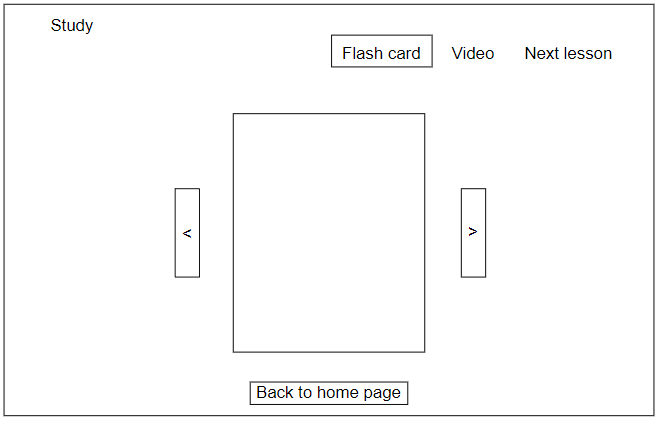 Study
Flash card Video Next lesson
< >
Back to home page